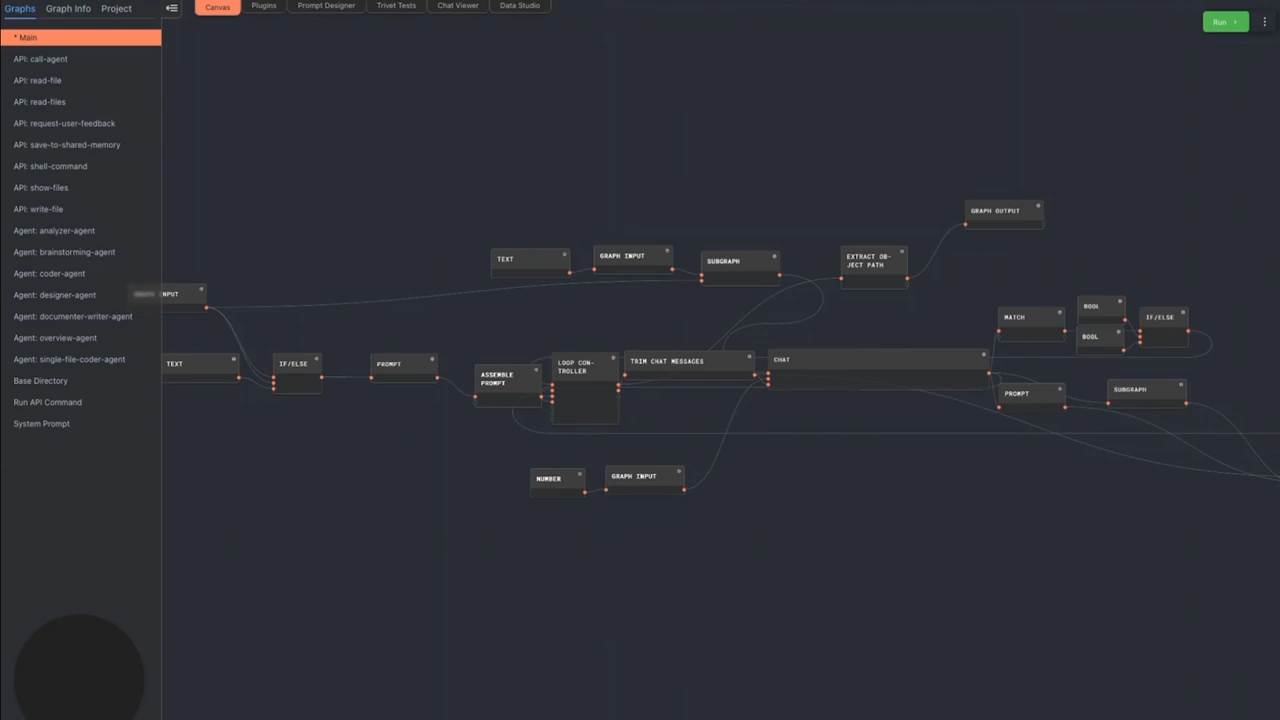 Graphs Graph Info Project
Canvas Plugins Prompt Designer Trivet Tests Chat Viewer Data Studio
Run
* Main
API: call-agent
API: read-file
API: read-files
API: request-user-feedback
API: save-to-shared-memory
API: shell-command
API: show-files
API: write-file
Agent: analyzer-agent
Agent: brainstorming-agent
Agent: coder-agent
Agent: designer-agent
Agent: documenter-writer-agent
Agent: overview-agent
Agent: single-file-coder-agent
Base Directory
Run API Command
System Prompt
GRAPH OUTPUT
TEXT
GRAPH INPUT
SUBGRAPH
EXTRACT OB-
JECT PATH
INPUT
MATCH
BOOL
BOOL
IF/ELSE
TEXT
IF/ELSE
PROMPT
ASSEMBLE
PROMPT
LOOP CON-
TROLLER
TRIM CHAT MESSAGES
CHAT
PROMPT
SUBGRAPH
NUMBER
GRAPH INPUT